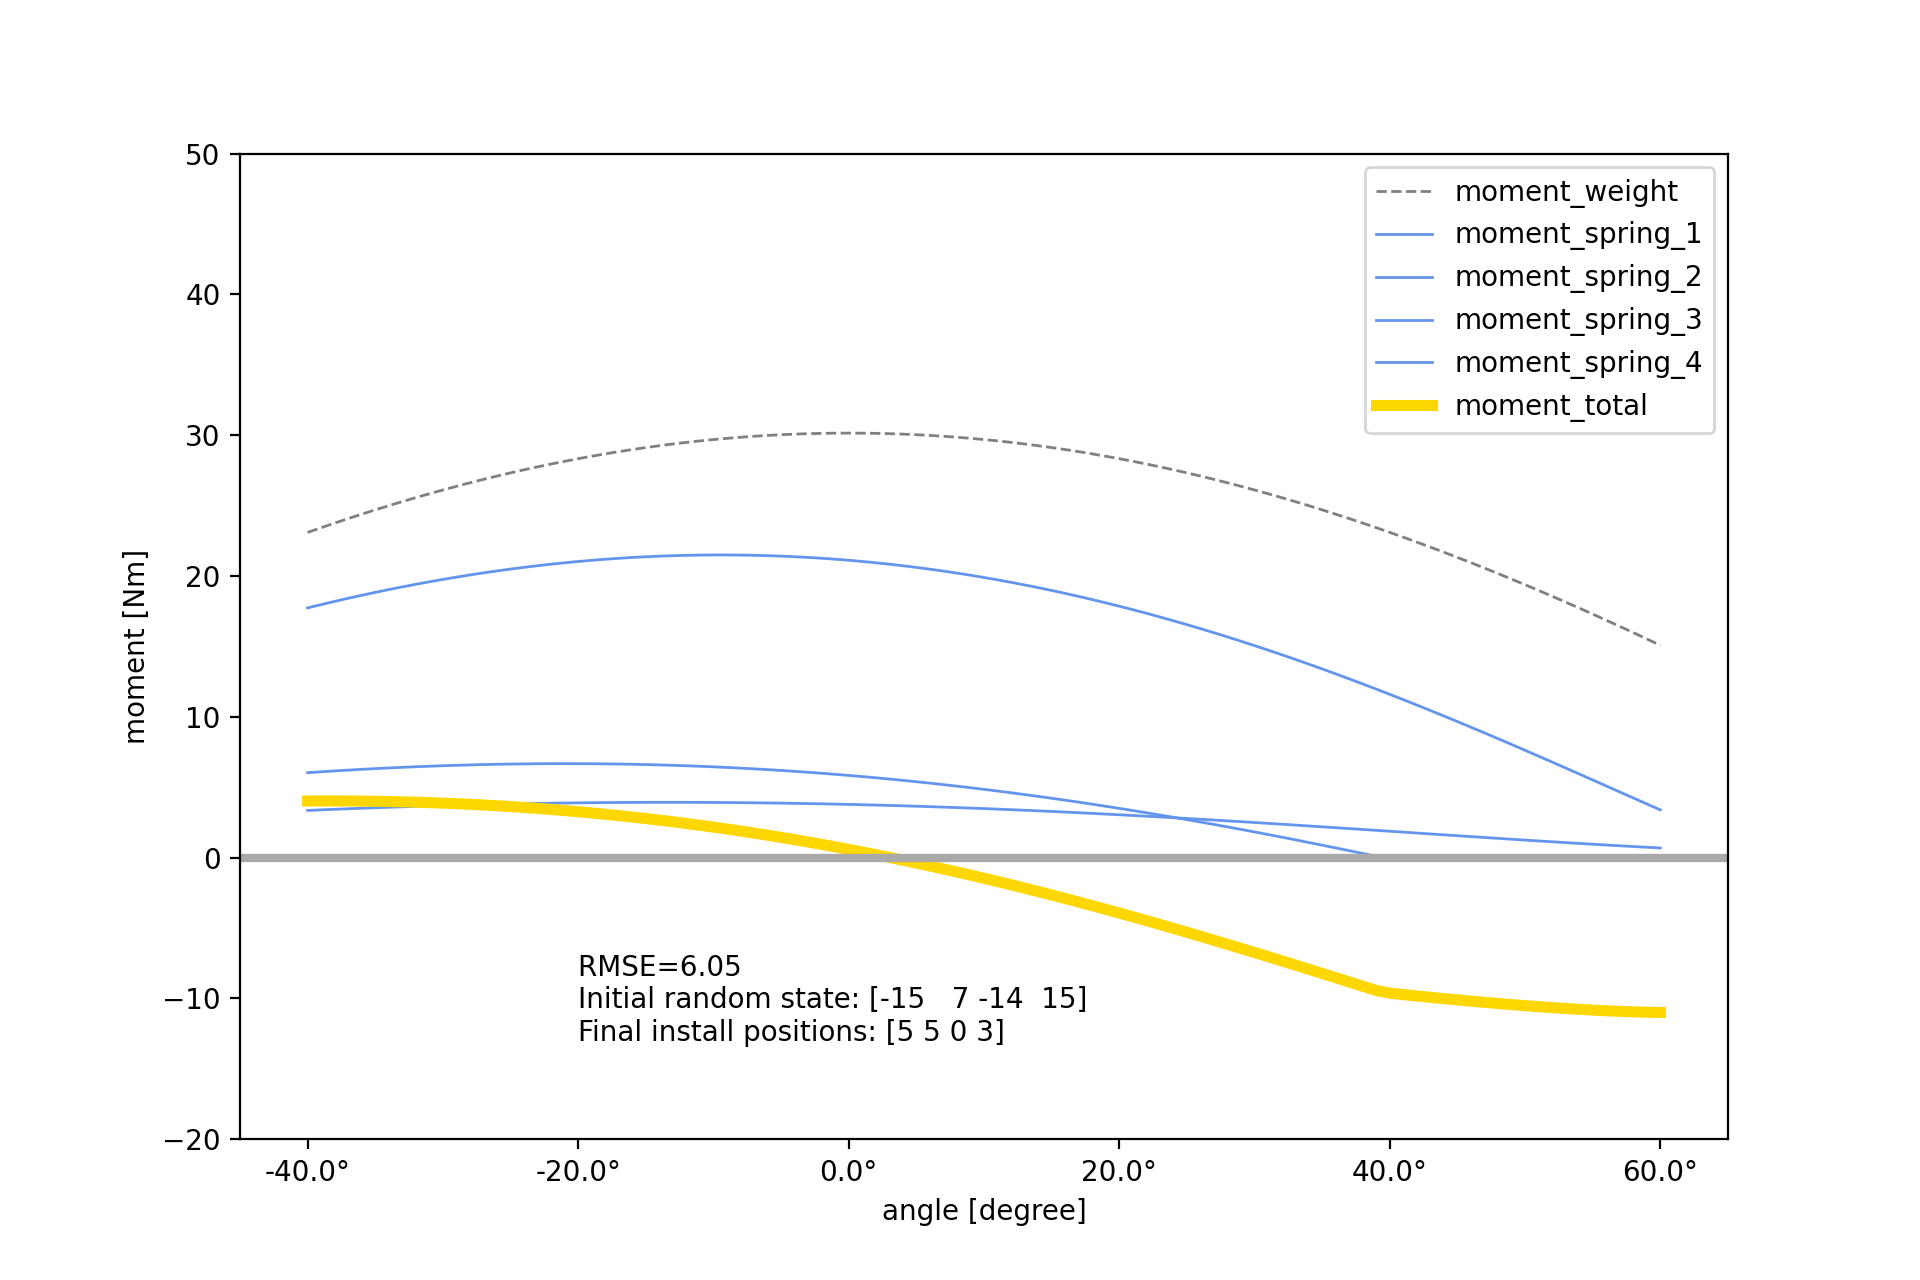 50
40
30
20
10
0
−10
−20
moment [Nm]
moment_weight
moment_spring_1
moment_spring_2
moment_spring_3
moment_spring_4
moment_total
RMSE=6.05
Initial random state: [-15   7 -14  15]
Final install positions: [5 5 0 3]
-40.0° -20.0° 0.0° 20.0° 40.0° 60.0°
angle [degree]